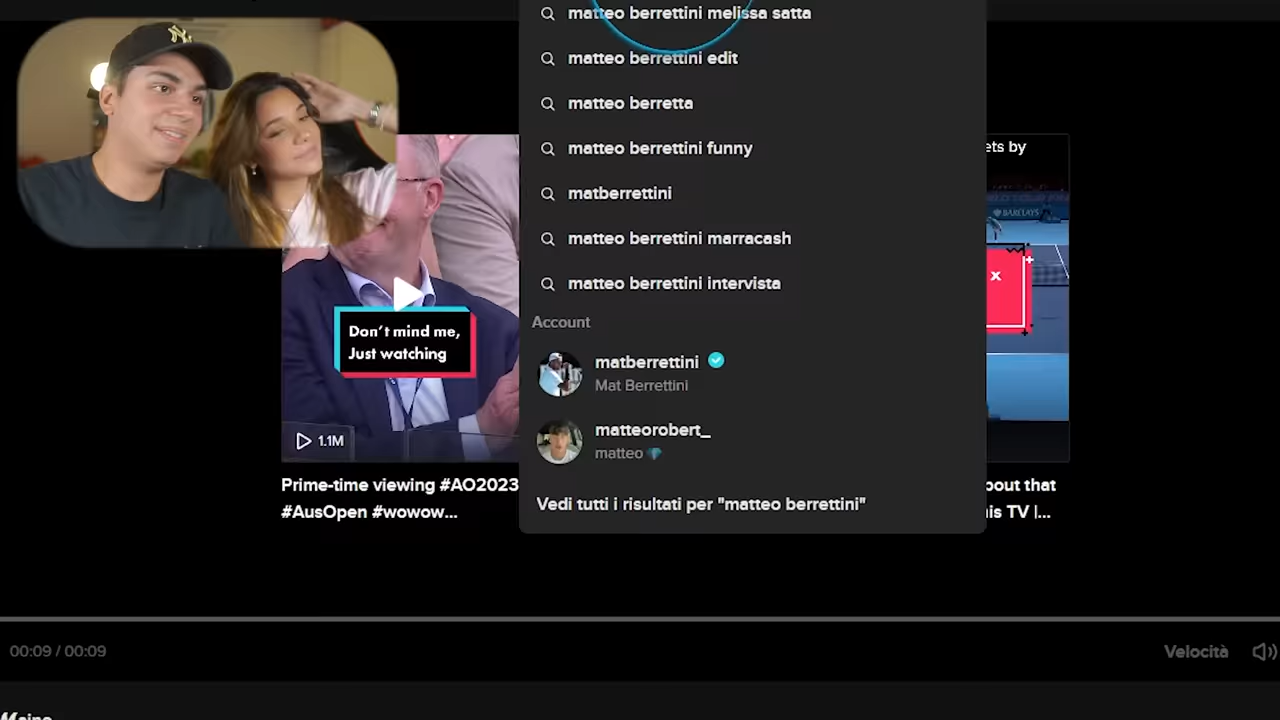 matteo berrettini melissa satta
matteo berrettini edit
matteo berretta
matteo berrettini funny
matberrettini
matteo berrettini marracash
matteo berrettini intervista
Account
matberrettini
Mat Berrettini
matteorobert_
matteo
Vedi tutti i risultati per "matteo berrettini"
Don't mind me,
Just watching
1.1M
Prime-time viewing #AO2023
#AusOpen #wowow...
ets by
BARCLAYS
x
bout that
is TV |...
00:09 / 00:09
Velocità